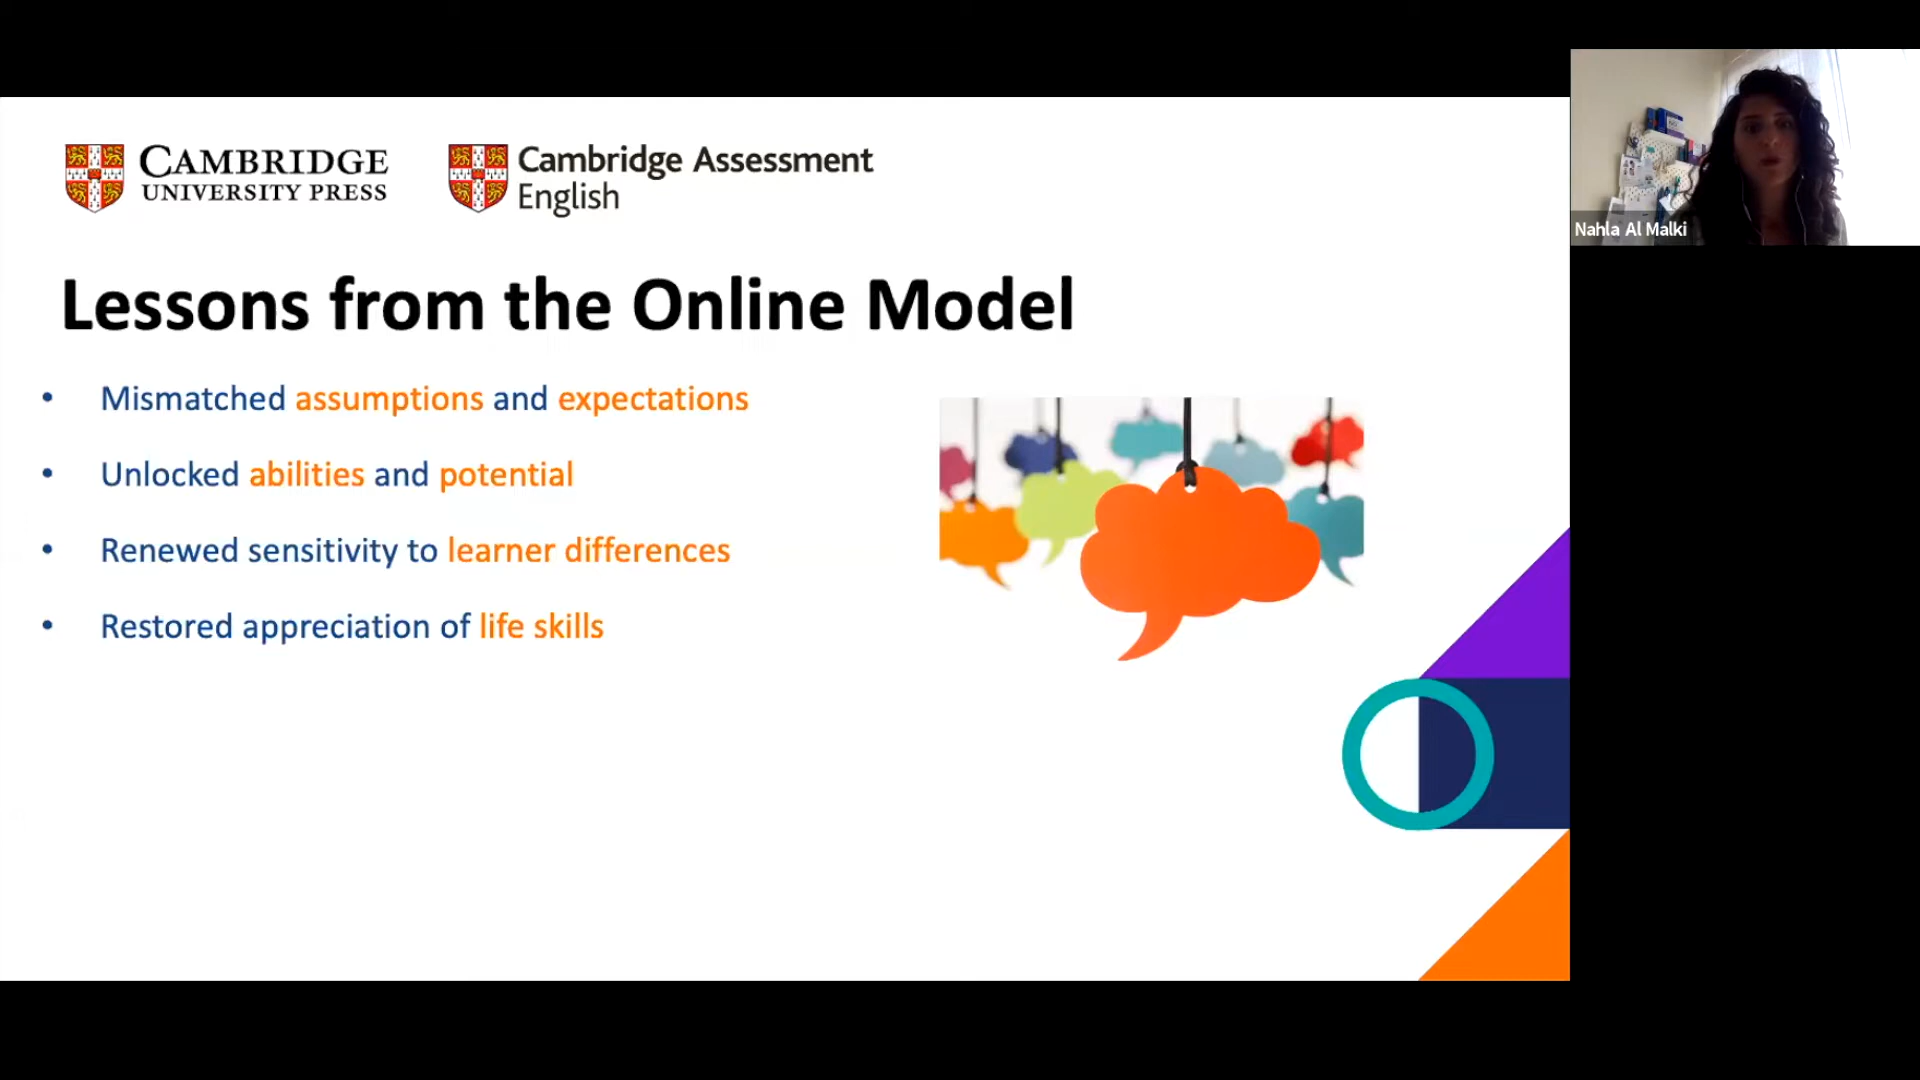 CAMBRIDGE
UNIVERSITY PRESS
Cambridge Assessment
English
Lessons from the Online Model
• Mismatched assumptions and expectations
• Unlocked abilities and potential
• Renewed sensitivity to learner differences
• Restored appreciation of life skills
Nahla Al Malki